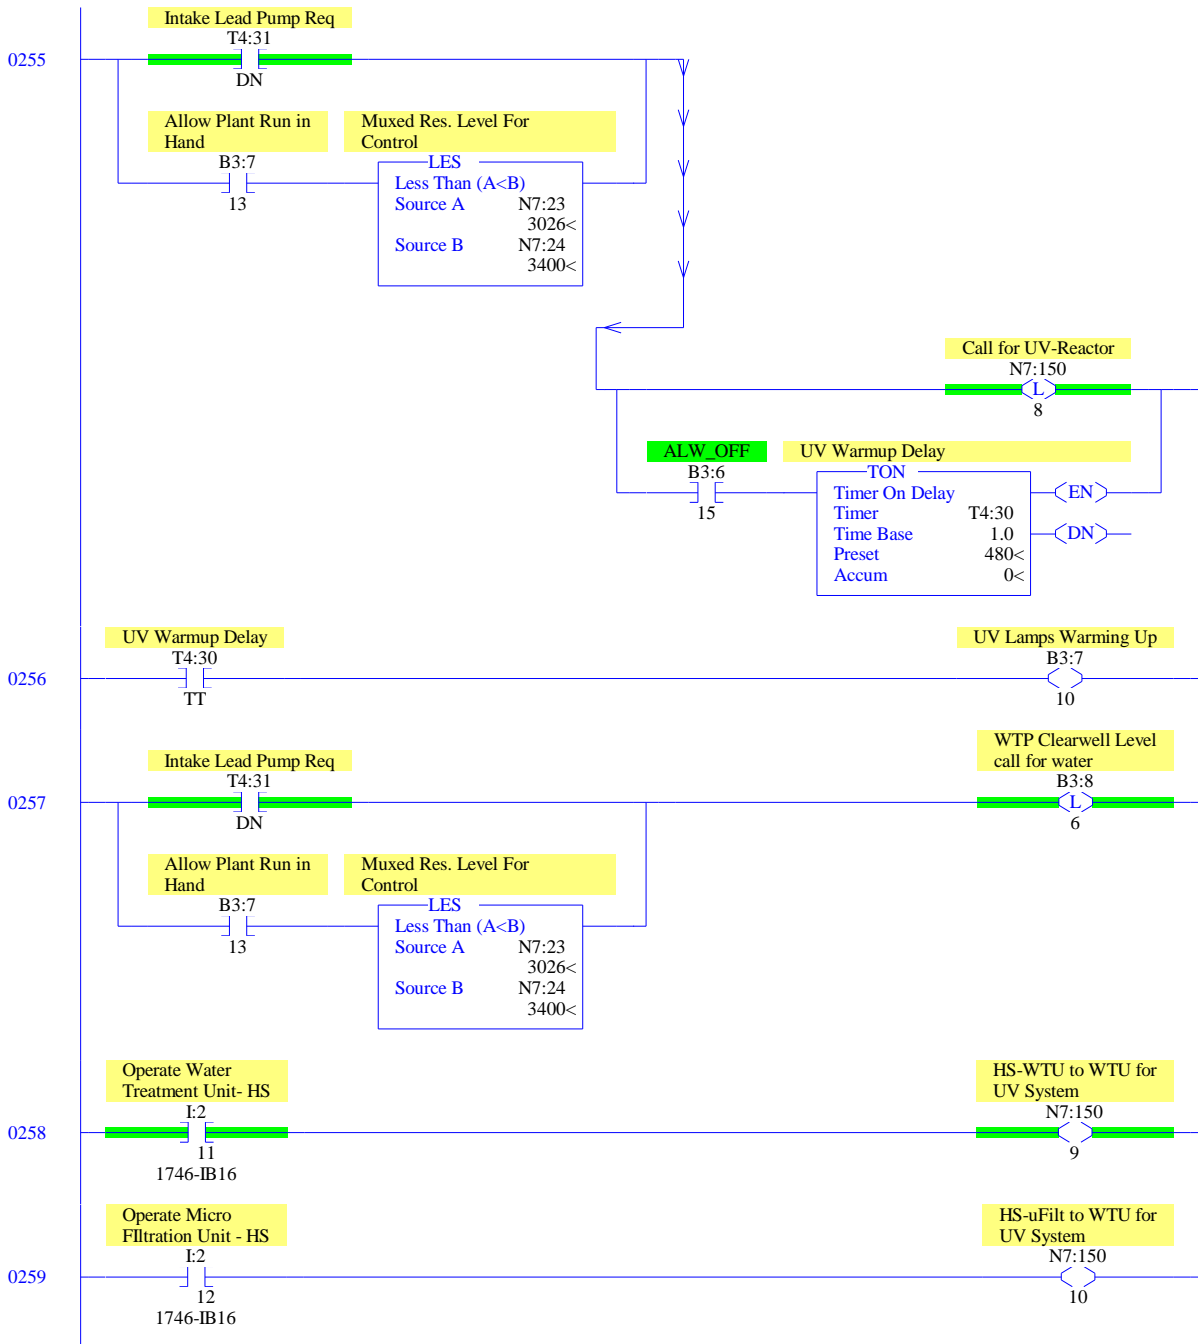 Intake Lead Pump Req
T4:31
0255
DN
Allow Plant Run in
Hand
B3:7
13
Muxed Res. Level For
Control
LES
Less Than (A<B)
Source A N7:23
3026<
Source B N7:24
3400<
Call for UV-Reactor
N7:150
L
8
ALW_OFF
B3:6
15
UV Warmup Delay
TON
Timer On Delay
Timer T4:30
Time Base 1.0
Preset 480<
Accum 0<
EN
DN
UV Warmup Delay
T4:30
0256
TT
UV Lamps Warming Up
B3:7
10
Intake Lead Pump Req
T4:31
0257
DN
WTP Clearwell Level
call for water
B3:8
L
6
Allow Plant Run in
Hand
B3:7
13
Muxed Res. Level For
Control
LES
Less Than (A<B)
Source A N7:23
3026<
Source B N7:24
3400<
Operate Water
Treatment Unit- HS
I:2
0258
11
1746-IB16
HS-WTU to WTU for
UV System
N7:150
9
Operate Micro
FIltration Unit - HS
I:2
0259
12
1746-IB16
HS-uFilt to WTU for
UV System
N7:150
10